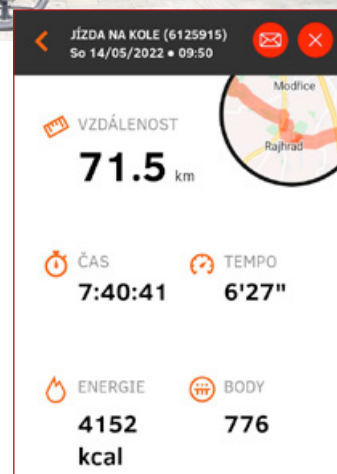 JÍZDA NA KOLE (6125915)
So 14/05/2022 • 09:50
Modřice
Rajhrad
VZDÁLENOST
71.5 km
ČAS
7:40:41
TEMPO
6'27"
ENERGIE
4152
kcal
BODY
776